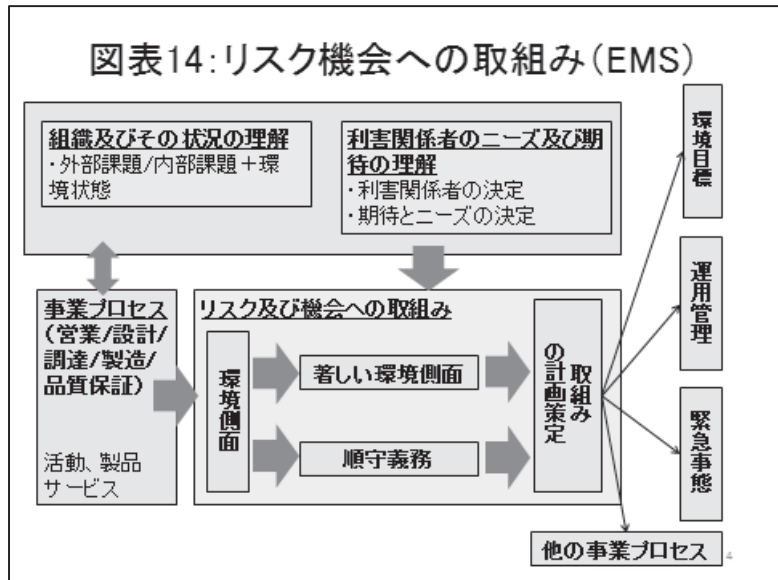 図表14:リスク機会への取組み(EMS)
組織及びその状況の理解
・外部課題/内部課題＋環
境状態
利害関係者のニーズ及び期
待の理解
・利害関係者の決定
・期待とニーズの決定
事業プロセス
(営業/設計/
調達/製造/
品質保証)
活動、製品
サービス
リスク及び機会への取組み
環境側面
著しい環境側面
順守義務
取組み
の計画策定
環境目標
運用管理
緊急事態
他の事業プロセス
4